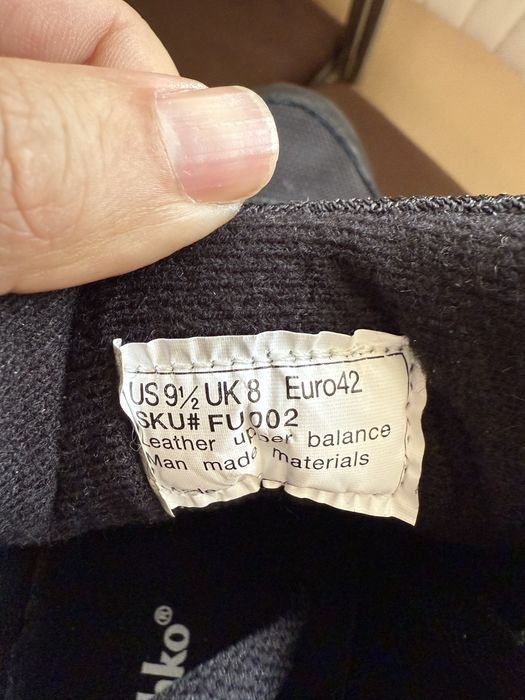 US 9½ UK 8 Euro42
SKU# FU002
Leather upper balance
Man made materials